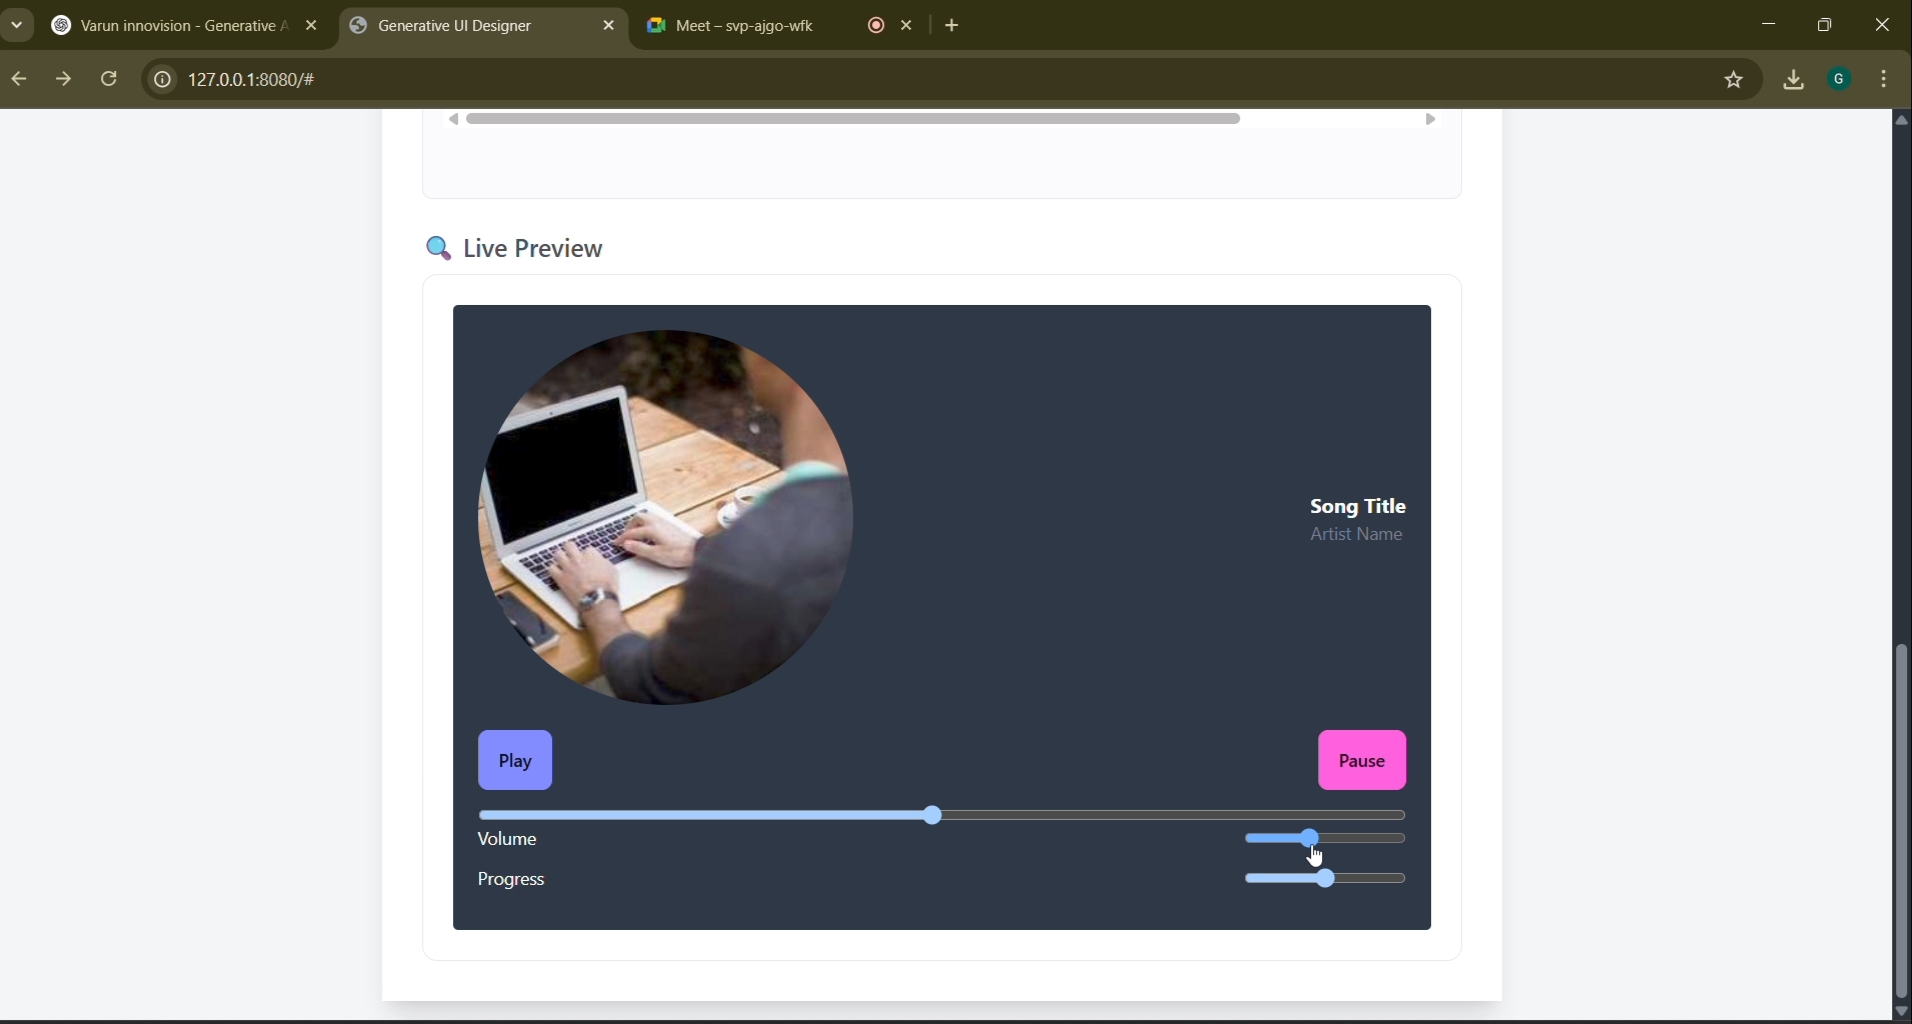 Varun innovision - Generative A
Generative UI Designer
Meet – svp-ajgo-wfk
127.0.0.1:8080/#
G
Live Preview
Song Title
Artist Name
Play
Pause
Volume
Progress